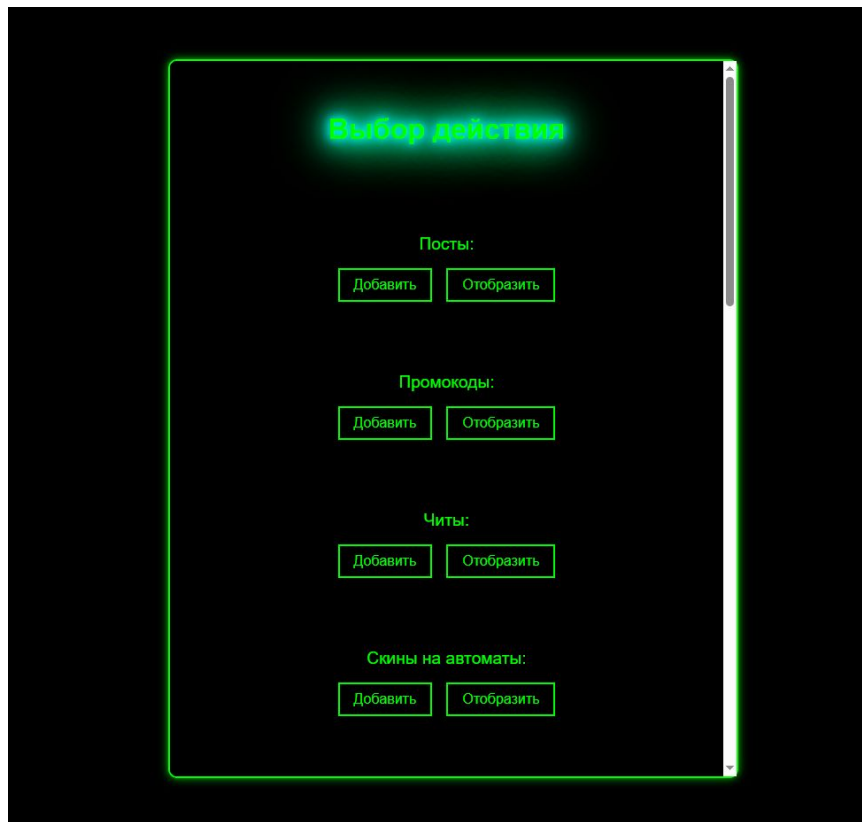 Выбор действия
Посты:
Добавить Отобразить
Промокоды:
Добавить Отобразить
Читы:
Добавить Отобразить
Скины на автоматы:
Добавить Отобразить